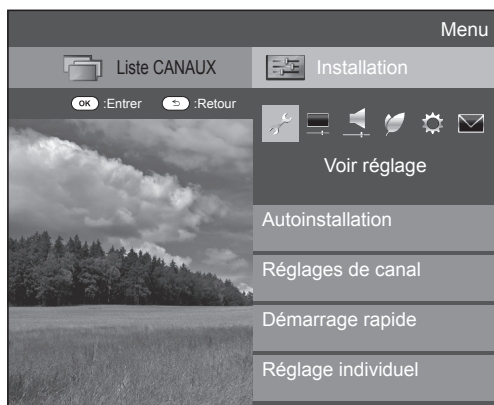 Menu
Liste CANAUX
Installation
OK :Entrer :Retour
Voir réglage
Autoinstallation
Réglages de canal
Démarrage rapide
Réglage individuel